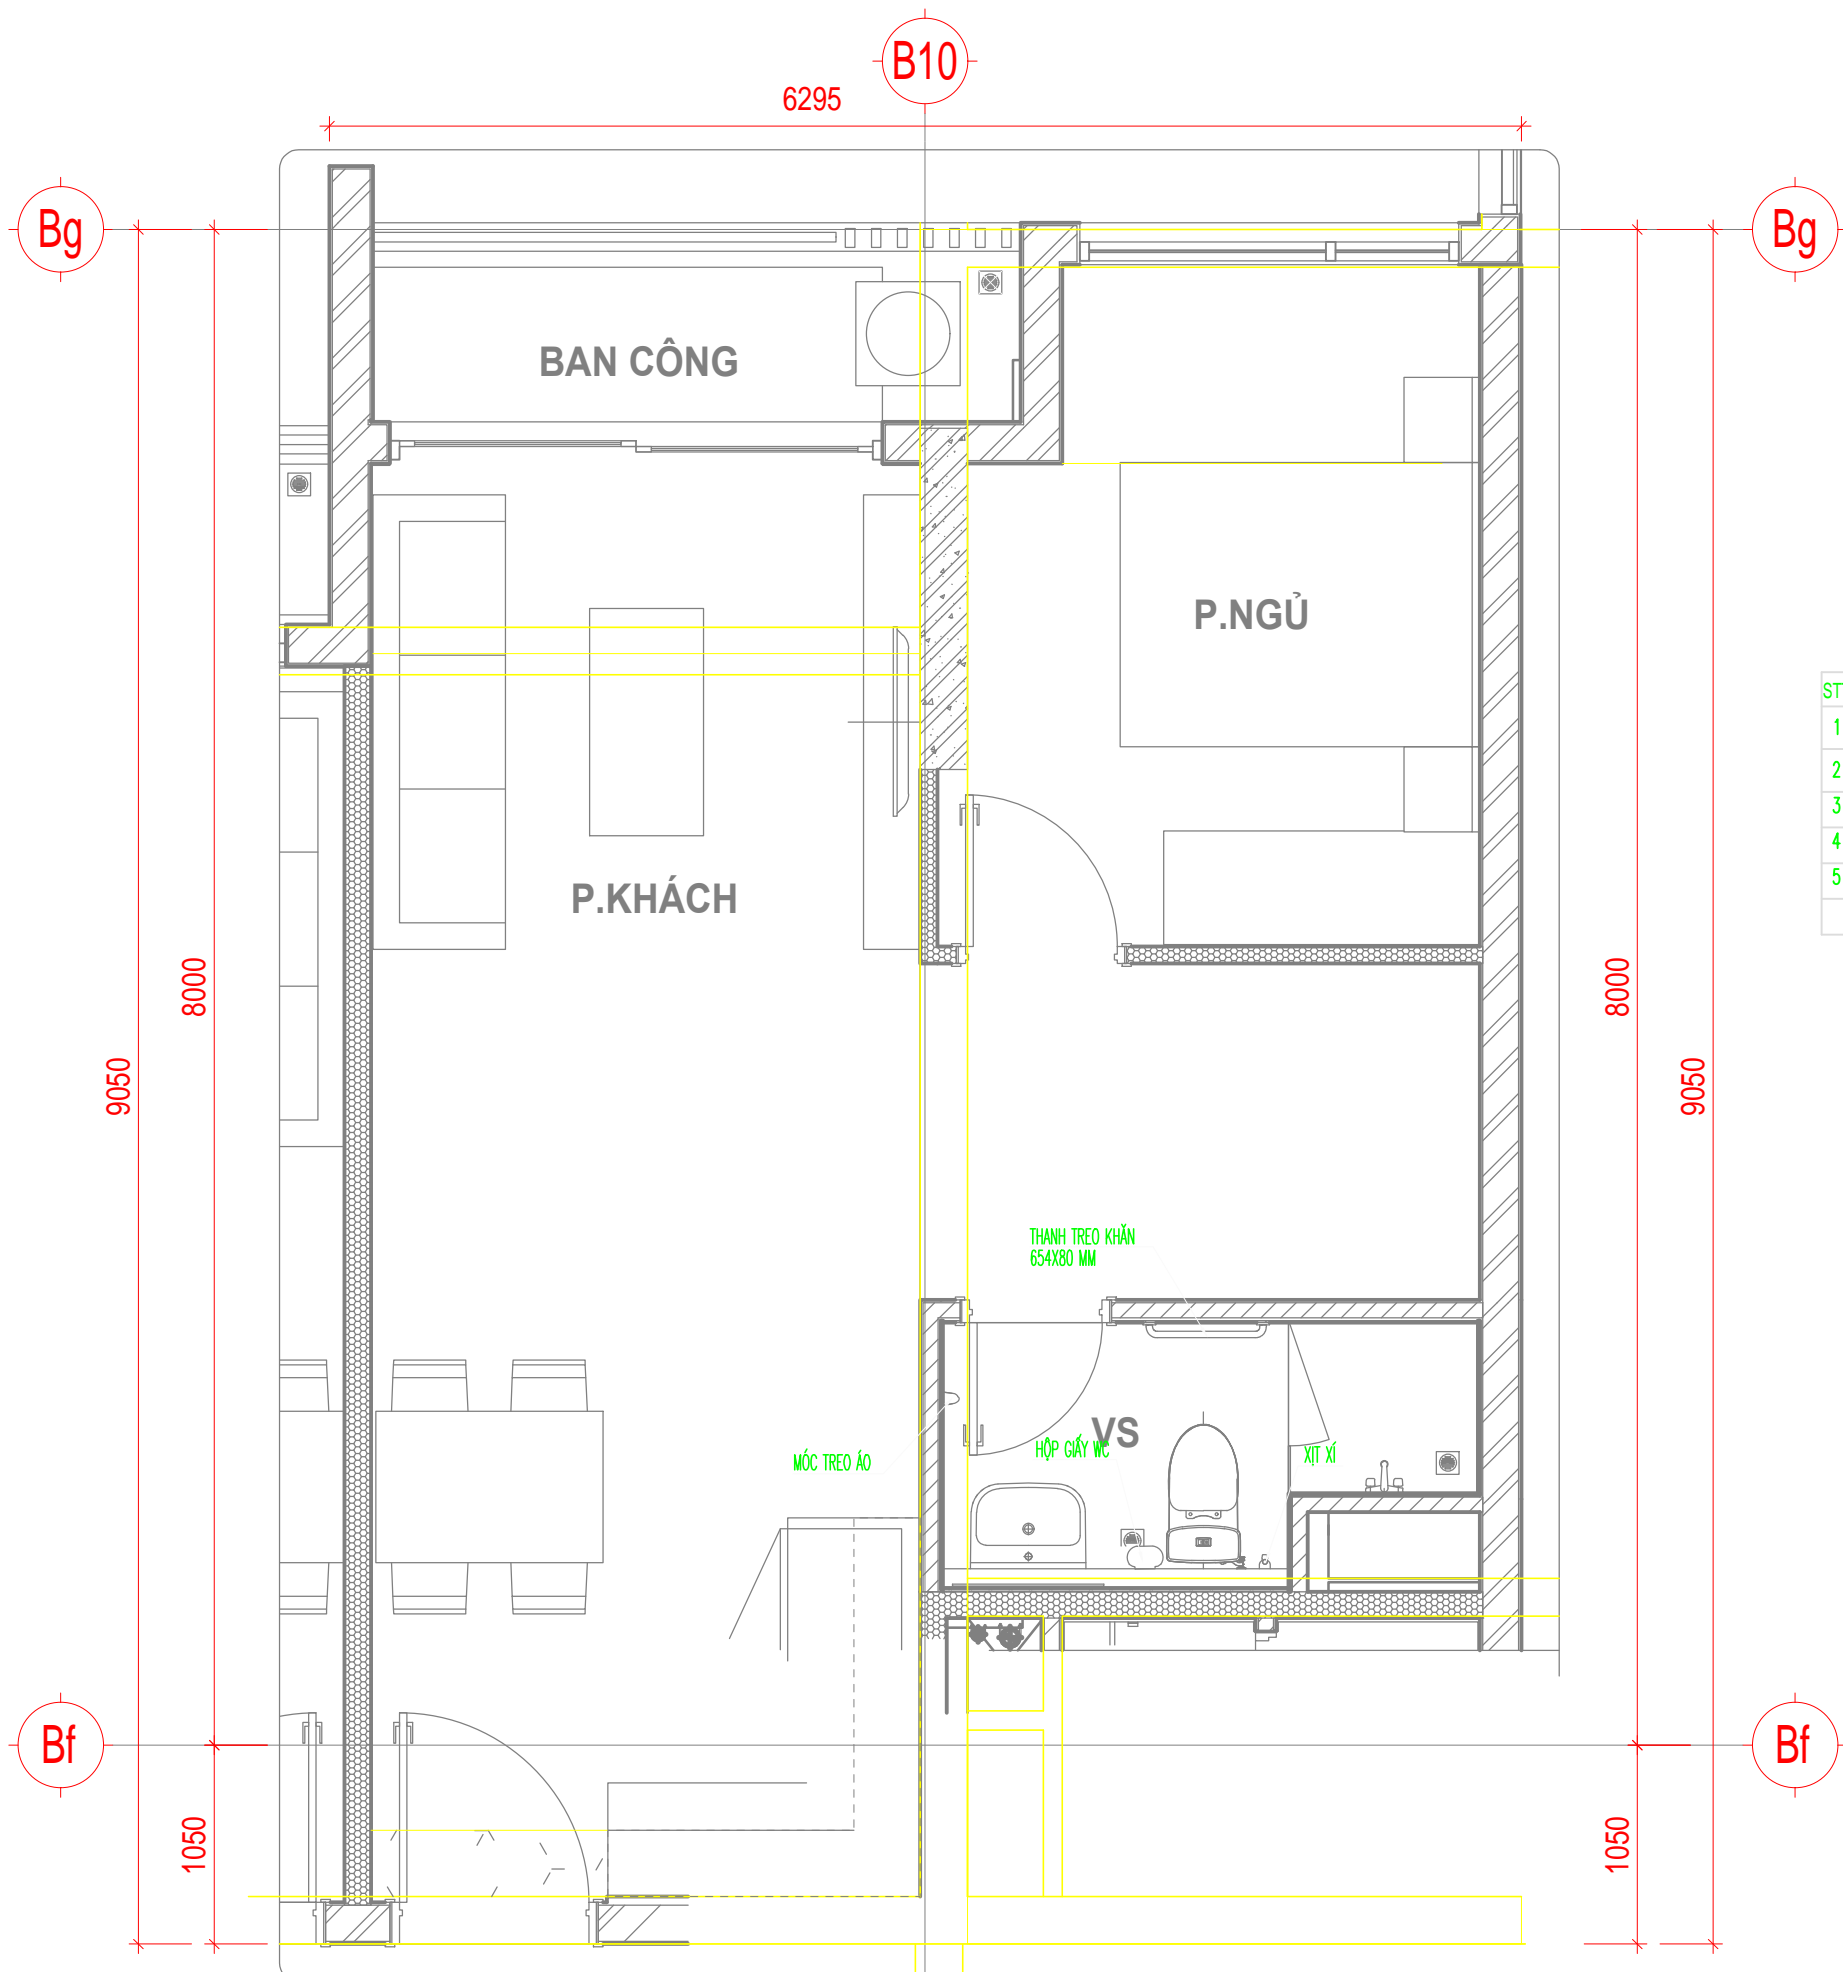 B10
6295
Bg
Bg
BAN CÔNG
P.NGỦ
1
2
3
4
5
P.KHÁCH
8000
8000
9050
9050
THANH TREO KHĂN
654X80 MM
VS
HỘP GIẤY WC
XỊT XÍ
MÓC TREO ÁO
Bf
Bf
1050
1050